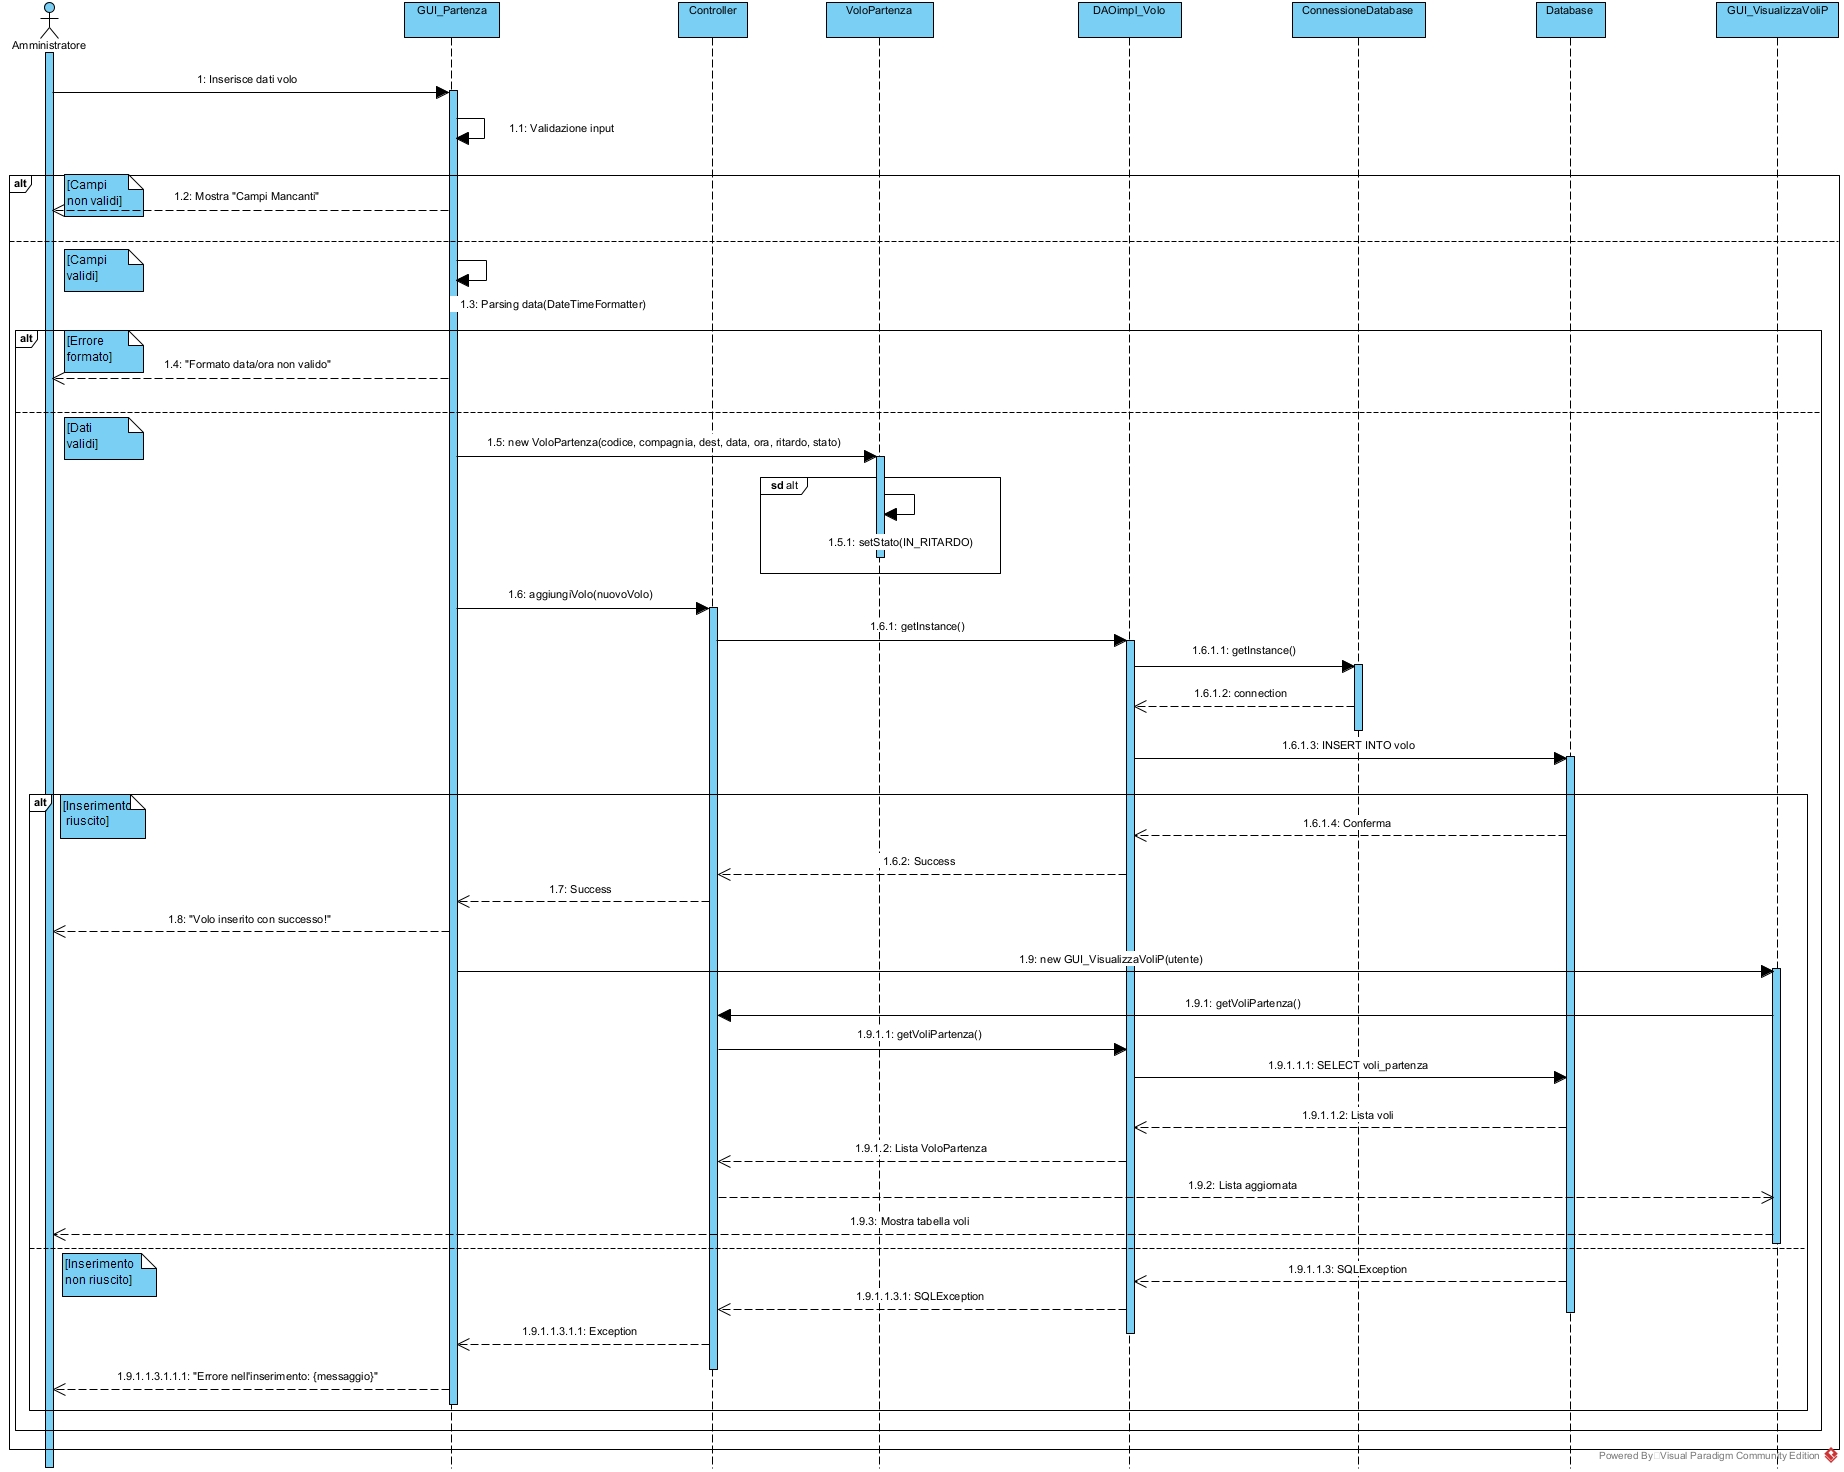 Amministratore
GUI_Partenza
Controller
VoloPartenza
DAOimpl_Volo
ConnessioneDatabase
Database
GUI_VisualizzaVoliP
1: Inserisce dati volo
1.1: Validazione input
alt
[Campi
non validi]
1.2: Mostra "Campi Mancanti"
[Campi
validi]
1.3: Parsing data(DateTimeFormatter)
alt
[Errore
formato]
1.4: "Formato data/ora non valido"
[Dati
validi]
1.5: new VoloPartenza(codice, compagnia, dest, data, ora, ritardo, stato)
sd alt
1.5.1: setStato(IN_RITARDO)
1.6: aggiungiVolo(nuovoVolo)
1.6.1: getInstance()
1.6.1.1: getInstance()
1.6.1.2: connection
1.6.1.3: INSERT INTO volo
alt
[Inserimento
riuscito]
1.6.1.4: Conferma
1.6.2: Success
1.7: Success
1.8: "Volo inserito con successo!"
1.9: new GUI_VisualizzaVoliP(utente)
1.9.1: getVoliPartenza()
1.9.1.1: getVoliPartenza()
1.9.1.1.1: SELECT voli_partenza
1.9.1.1.2: Lista voli
1.9.1.2: Lista VoloPartenza
1.9.2: Lista aggiornata
1.9.3: Mostra tabella voli
[Inserimento
non riuscito]
1.9.1.1.3: SQLException
1.9.1.1.3.1: SQLException
1.9.1.1.3.1.1: Exception
1.9.1.1.3.1.1.1: "Errore nell'inserimento: {messaggio}"
Powered By Visual Paradigm Community Edition